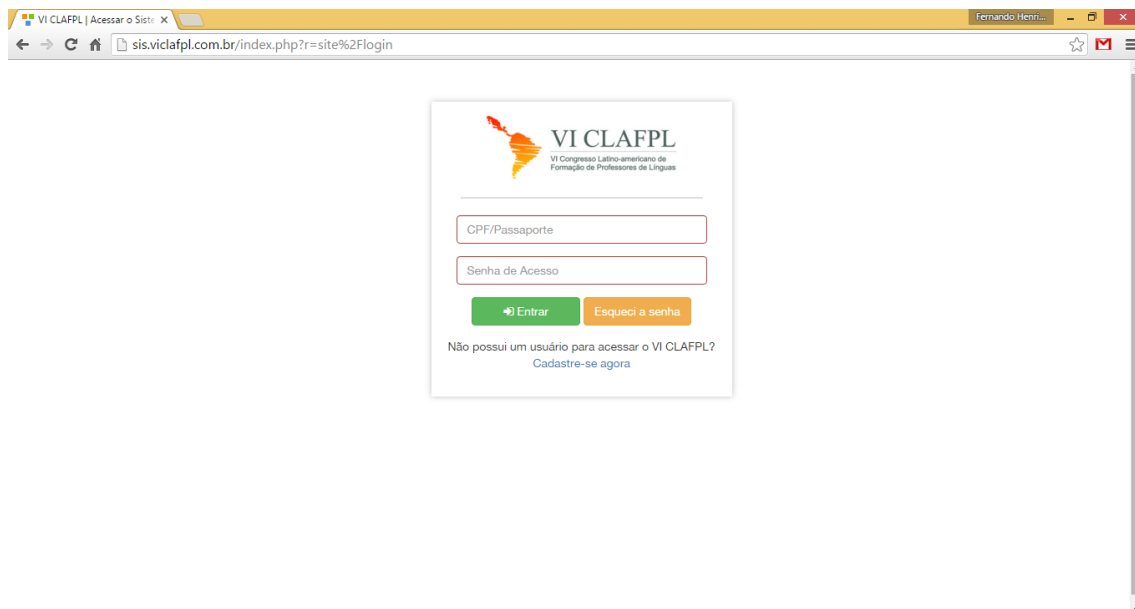 VI CLAFPL | Acessar o Siste
Fernando Henri...
sis.viclafpl.com.br/index.php?r=site%2Flogin
VI CLAFPL
VI Congresso Latino-americano de
Formação de Professores de Línguas
CPF/Passaporte
Senha de Acesso
Entrar
Esqueci a senha
Não possui um usuário para acessar o VI CLAFPL?
Cadastre-se agora